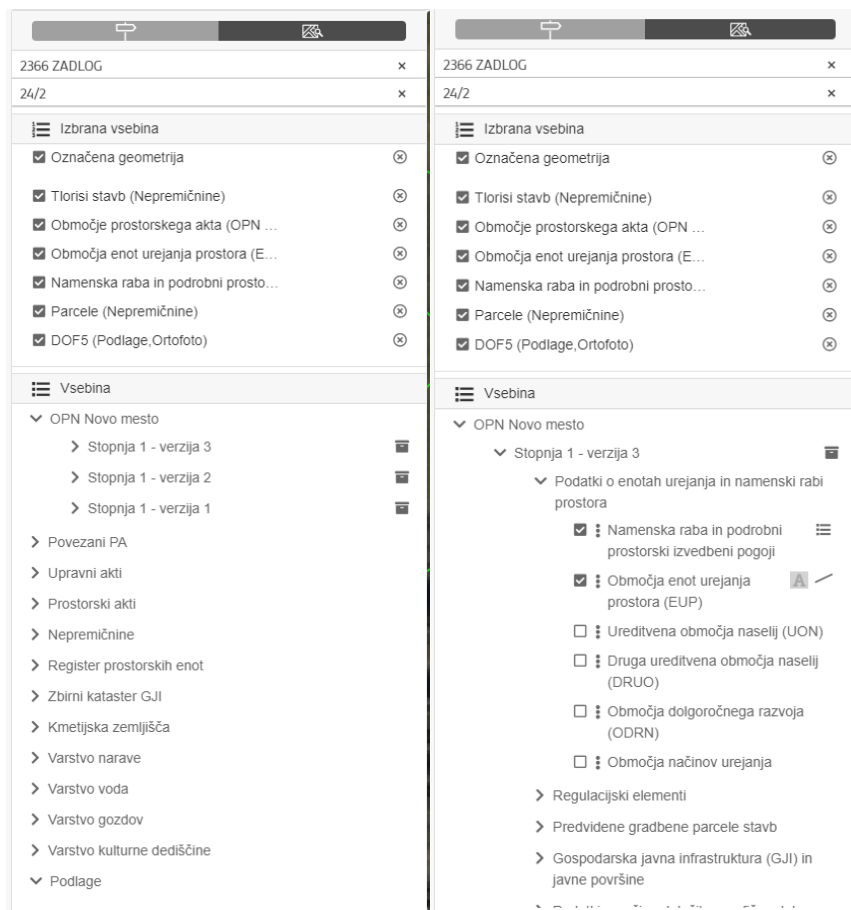 2366 ZADLOG
24/2
Izbrana vsebina
Označena geometrija
Tlorisi stavb (Nepremičnine)
Območje prostorskega akta (OPN ...
Območja enot urejanja prostora (E...
Namenska raba in podrobni prosto...
Parcele (Nepremičnine)
DOF5 (Podlage,Ortofoto)
Vsebina
OPN Novo mesto
Stopnja 1 - verzija 3
Stopnja 1 - verzija 2
Stopnja 1 - verzija 1
Povezani PA
Upravni akti
Prostorski akti
Nepremičnine
Register prostorskih enot
Zbirni kataster GJI
Kmetijska zemljišča
Varstvo narave
Varstvo voda
Varstvo gozdov
Varstvo kulturne dediščine
Podlage
2366 ZADLOG
24/2
Izbrana vsebina
Označena geometrija
Tlorisi stavb (Nepremičnine)
Območje prostorskega akta (OPN ...
Območja enot urejanja prostora (E...
Namenska raba in podrobni prosto...
Parcele (Nepremičnine)
DOF5 (Podlage,Ortofoto)
Vsebina
OPN Novo mesto
Stopnja 1 - verzija 3
Podatki o enotah urejanja in namenski rabi
prostora
Namenska raba in podrobni
prostorski izvedbeni pogoji
Območja enot urejanja
prostora (EUP)
A
Ureditvena območja naselij (UON)
Druga ureditvena območja naselij
(DRUO)
Območja dolgoročnega razvoja
(ODRN)
Območja načinov urejanja
Regulacijski elementi
Predvidene gradbene parcele stavb
Gospodarska javna infrastruktura (GJI) in
javne površine